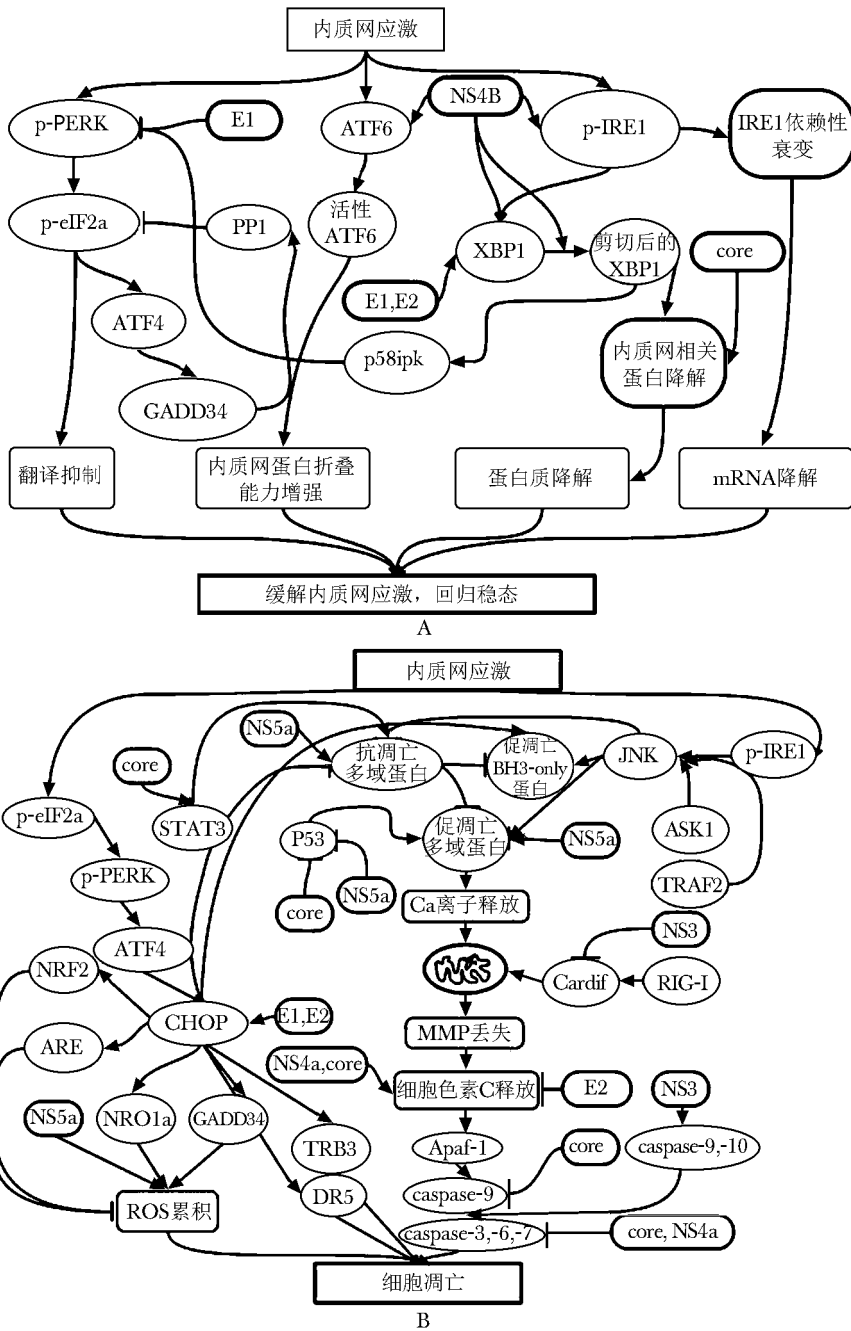 内质网应激
p-PERK
E1
ATF6
NS4B
p-IRE1
IRE1依赖性
衰变
p-eIF2a
PP1
活性
ATF6
XBP1
剪切后的
XBP1
core
E1,E2
ATF4
p58ipk
内质网相关
蛋白降解
GADD34
翻译抑制
内质网蛋白折叠
能力增强
蛋白质降解
mRNA降解
缓解内质网应激，回归稳态
A
内质网应激
NS5a
抗凋亡
多域蛋白
促凋亡
BH3-only
蛋白
JNK
p-IRE1
core
p-eIF2a
STAT3
P53
促凋亡
多域蛋白
NS5a
ASK1
p-PERK
core
NS5a
TRAF2
Ca离子释放
ATF4
NS3
NRF2
Cardif
RIG-I
CHOP
E1,E2
MMP丢失
ARE
NS4a,core
细胞色素C释放
E2
NS3
NS5a
NRO1a
GADD34
TRB3
Apaf-1
core
caspase-9,-10
DR5
caspase-9
ROS累积
caspase-3,-6,-7
core, NS4a
细胞凋亡
B